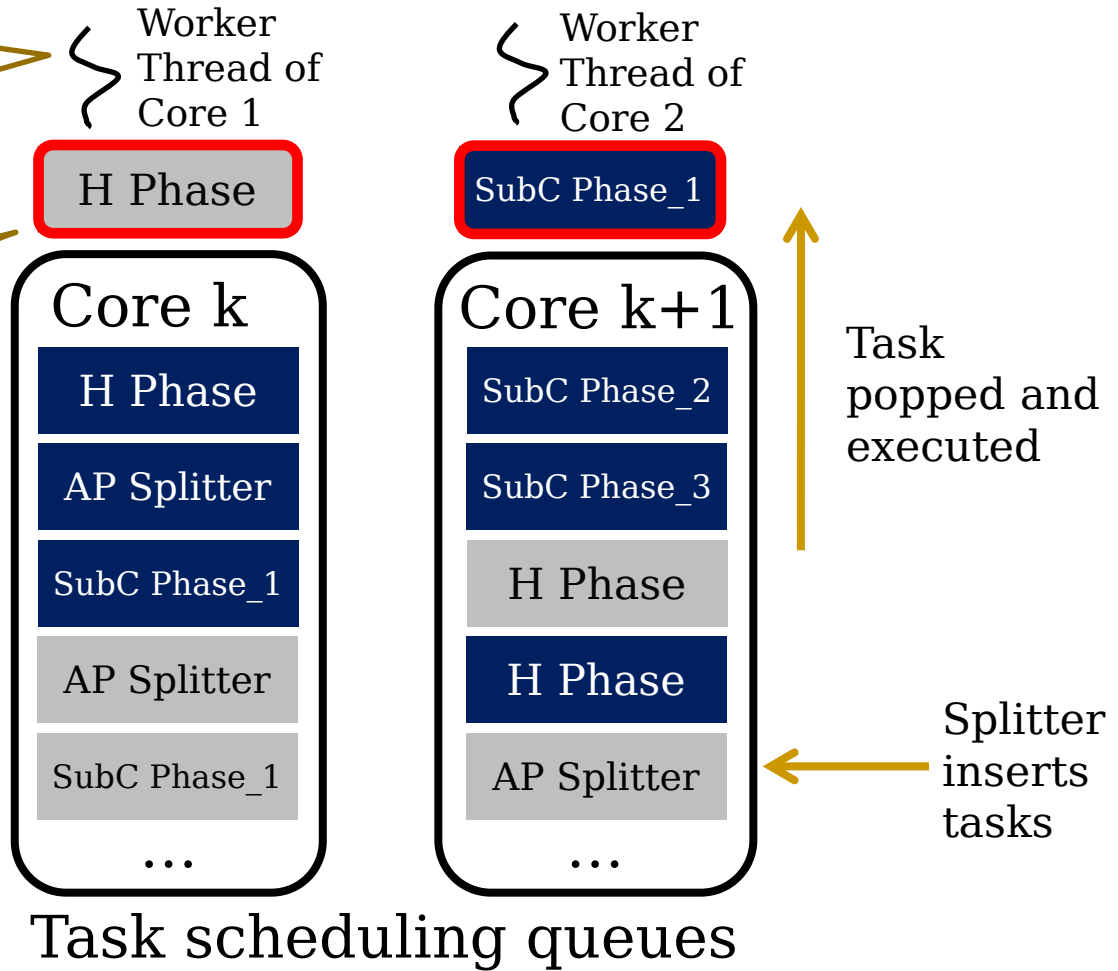 Worker
Thread of
Core 1
H Phase
Core k
H Phase
AP Splitter
SubC Phase_1
AP Splitter
SubC Phase_1
...
Worker
Thread of
Core 2
SubC Phase_1
Core k+1
SubC Phase_2
SubC Phase_3
H Phase
H Phase
AP Splitter
...
Task
popped and
executed
Splitter
inserts
tasks
Task scheduling queues